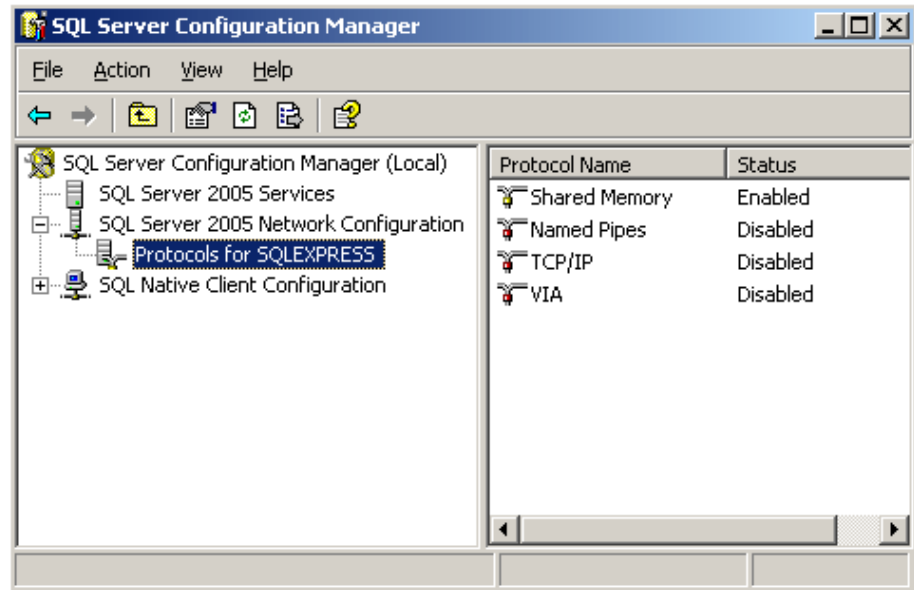 SQL Server Configuration Manager
File Action View Help
SQL Server Configuration Manager (Local)
SQL Server 2005 Services
SQL Server 2005 Network Configuration
Protocols for SQLEXPRESS
SQL Native Client Configuration
Protocol Name Status
Shared Memory Enabled
Named Pipes Disabled
TCP/IP Disabled
VIA Disabled